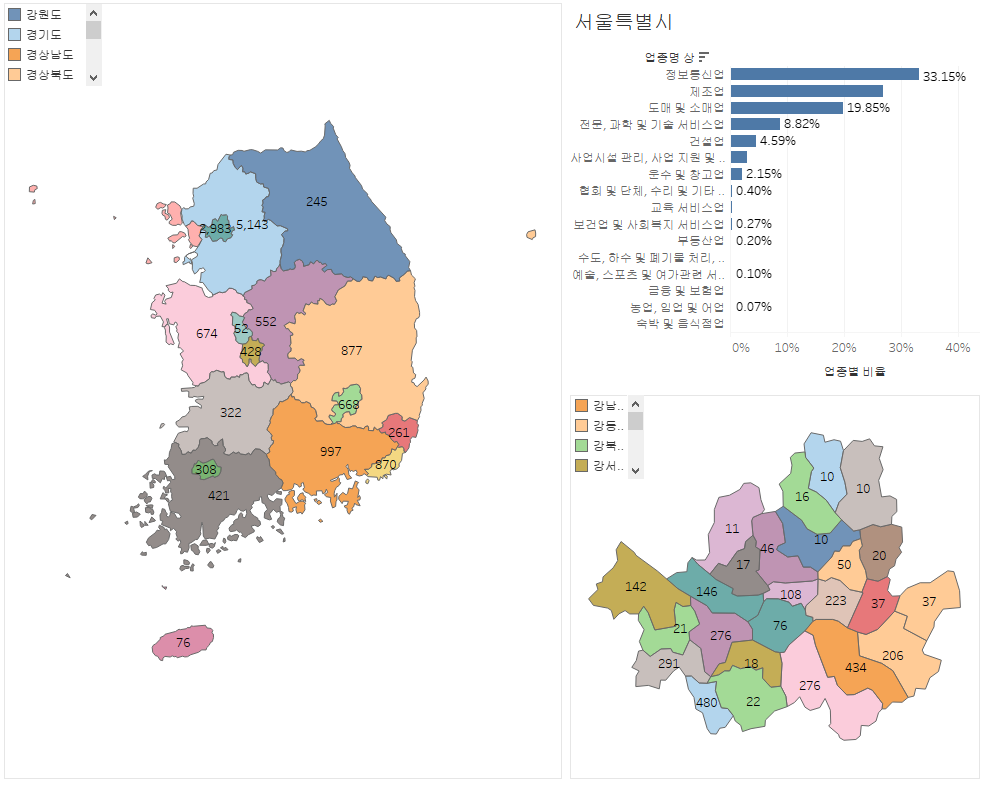 강원도
경기도
경상남도
경상북도
245
2,983
5,143
674
52
552
428
877
668
322
261
997
870
308
421
76
서울특별시
업종명 상
정보통신업
33.15%
제조업
도매 및 소매업
19.85%
전문, 과학 및 기술 서비스업
8.82%
건설업
4.59%
사업시설 관리, 사업 지원 및 ..
운수 및 창고업
2.15%
협회 및 단체, 수리 및 기타 ..
0.40%
교육 서비스업
보건업 및 사회복지 서비스업
0.27%
부동산업
0.20%
수도, 하수 및 폐기물 처리, ..
예술, 스포츠 및 여가관련 서..
0.10%
금융 및 보험업
농업, 임업 및 어업
0.07%
숙박 및 음식점업
0%
10%
20%
30%
40%
업종별 비율
강남..
강동..
강북..
강서..
10
10
16
11
46
10
20
17
50
142
146
108
223
37
37
21
276
76
206
291
18
434
276
480
22